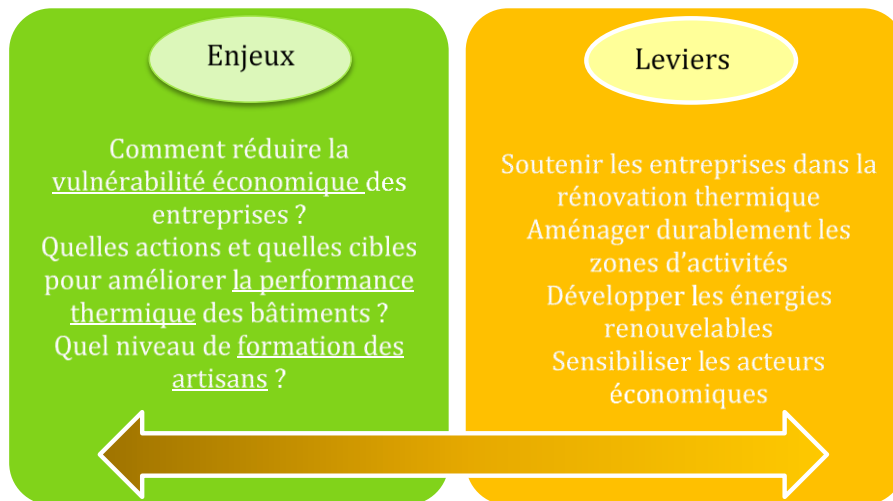 Enjeux
Comment réduire la
vulnérabilité économique des
entreprises ?
Quelles actions et quelles cibles
pour améliorer la performance
thermique des bâtiments ?
Quel niveau de formation des
artisans ?
Leviers
Soutenir les entreprises dans la
rénovation thermique
Aménager durablement les
zones d’activités
Développer les énergies
renouvelables
Sensibiliser les acteurs
économiques